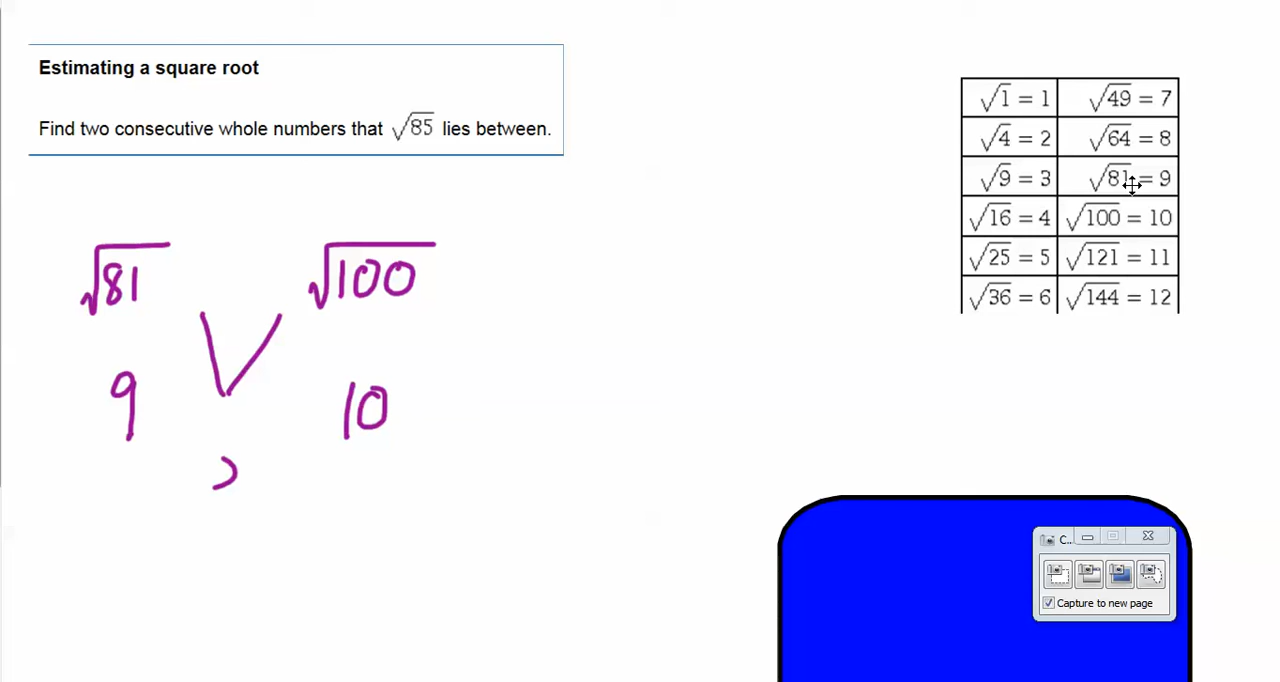 Estimating a square root
Find two consecutive whole numbers that √85 lies between.
√1 = 1 √49 = 7
√4 = 2 √64 = 8
√9 = 3 √81 = 9
√16 = 4 √100 = 10
√25 = 5 √121 = 11
√36 = 6 √144 = 12
√81 √100
9 10
C..
Capture to new page